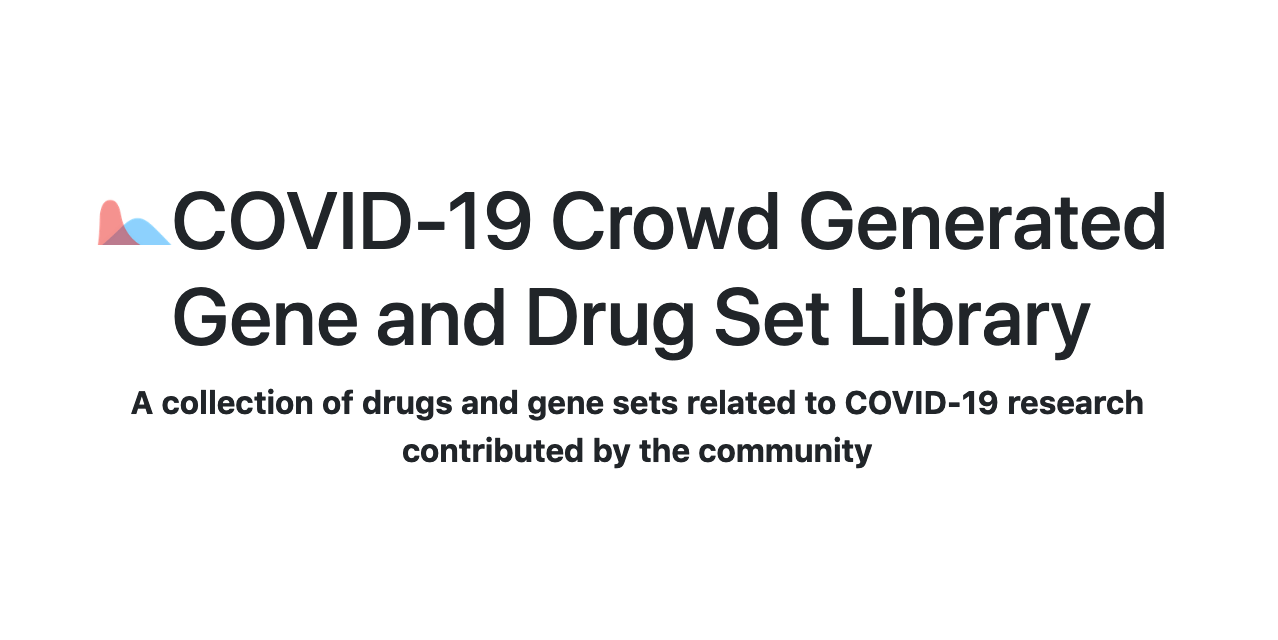 COVID-19 Crowd Generated
Gene and Drug Set Library
A collection of drugs and gene sets related to COVID-19 research
contributed by the community